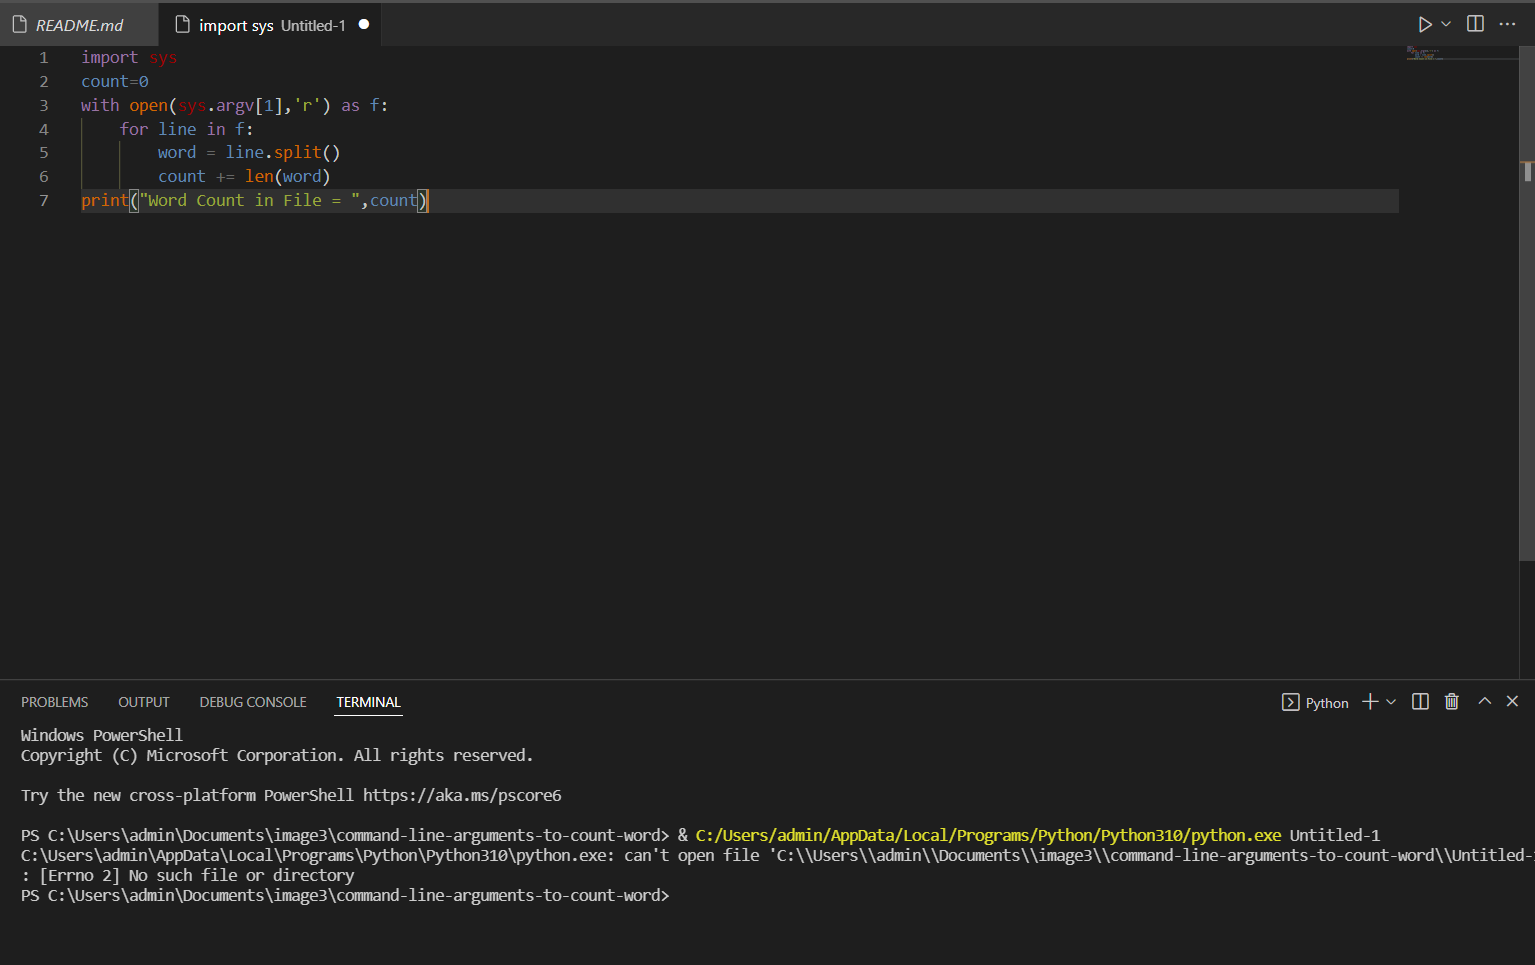 README.md
import sys Untitled-1
1 import sys
2 count=0
3 with open(sys.argv[1],'r') as f:
4 for line in f:
5 word = line.split()
6 count += len(word)
7 print("Word Count in File = ",count)
PROBLEMS OUTPUT DEBUG CONSOLE TERMINAL
Python
Windows PowerShell
Copyright (C) Microsoft Corporation. All rights reserved.
Try the new cross-platform PowerShell https://aka.ms/pscore6
PS C:\Users\admin\Documents\image3\command-line-arguments-to-count-word> & C:/Users/admin/AppData/Local/Programs/Python/Python310/python.exe Untitled-1
C:\Users\admin\AppData\Local\Programs\Python\Python310\python.exe: can't open file 'C:\\Users\\admin\\Documents\\image3\\command-line-arguments-to-count-word\\Untitled-
: [Errno 2] No such file or directory
PS C:\Users\admin\Documents\image3\command-line-arguments-to-count-word>